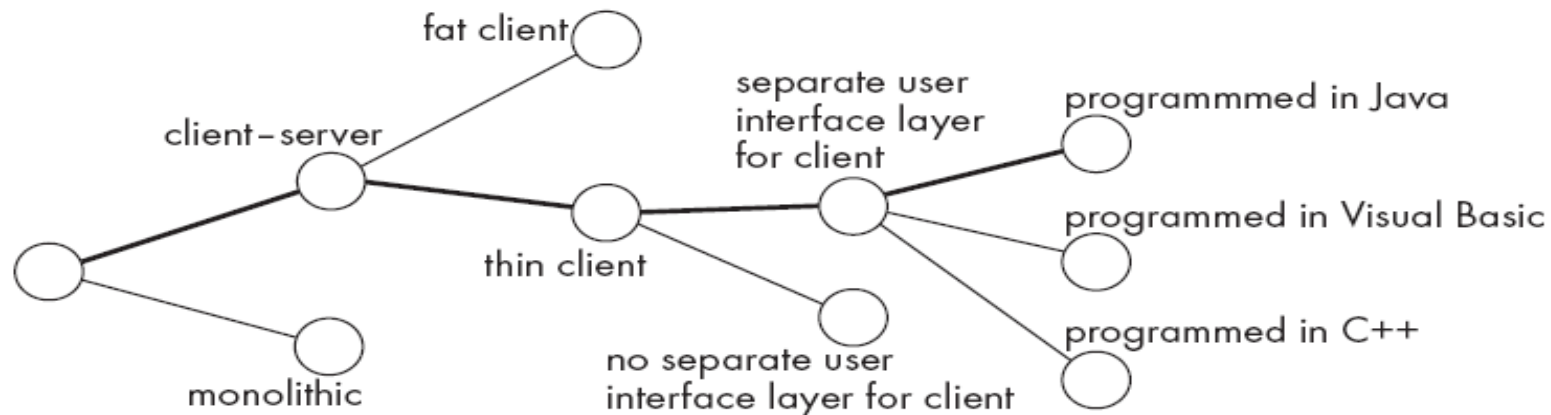 fat client
separate user
interface layer
for client
programmmed in Java
client-server
programmed in Visual Basic
thin client
programmed in C++
no separate user
interface layer for client
monolithic